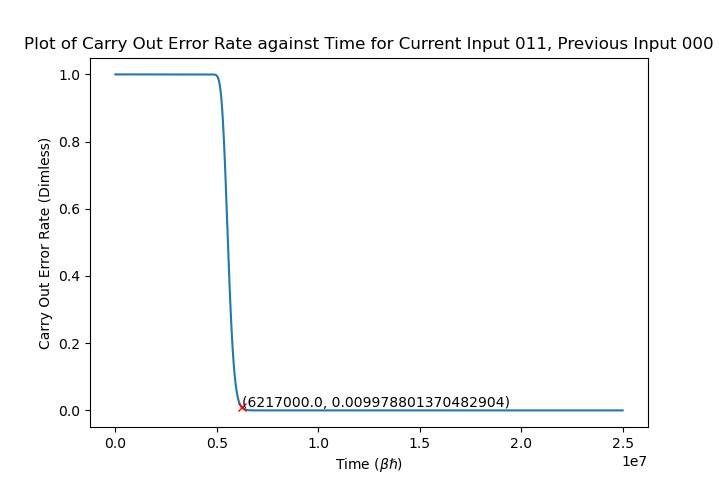 Plot of Carry Out Error Rate against Time for Current Input 011, Previous Input 000
1.0
0.8
0.6
0.4
0.2
0.0
Carry Out Error Rate (Dimless)
(6217000.0, 0.009978801370482904)
0.0 0.5 1.0 1.5 2.0 2.5
1e7
Time (βℏ)